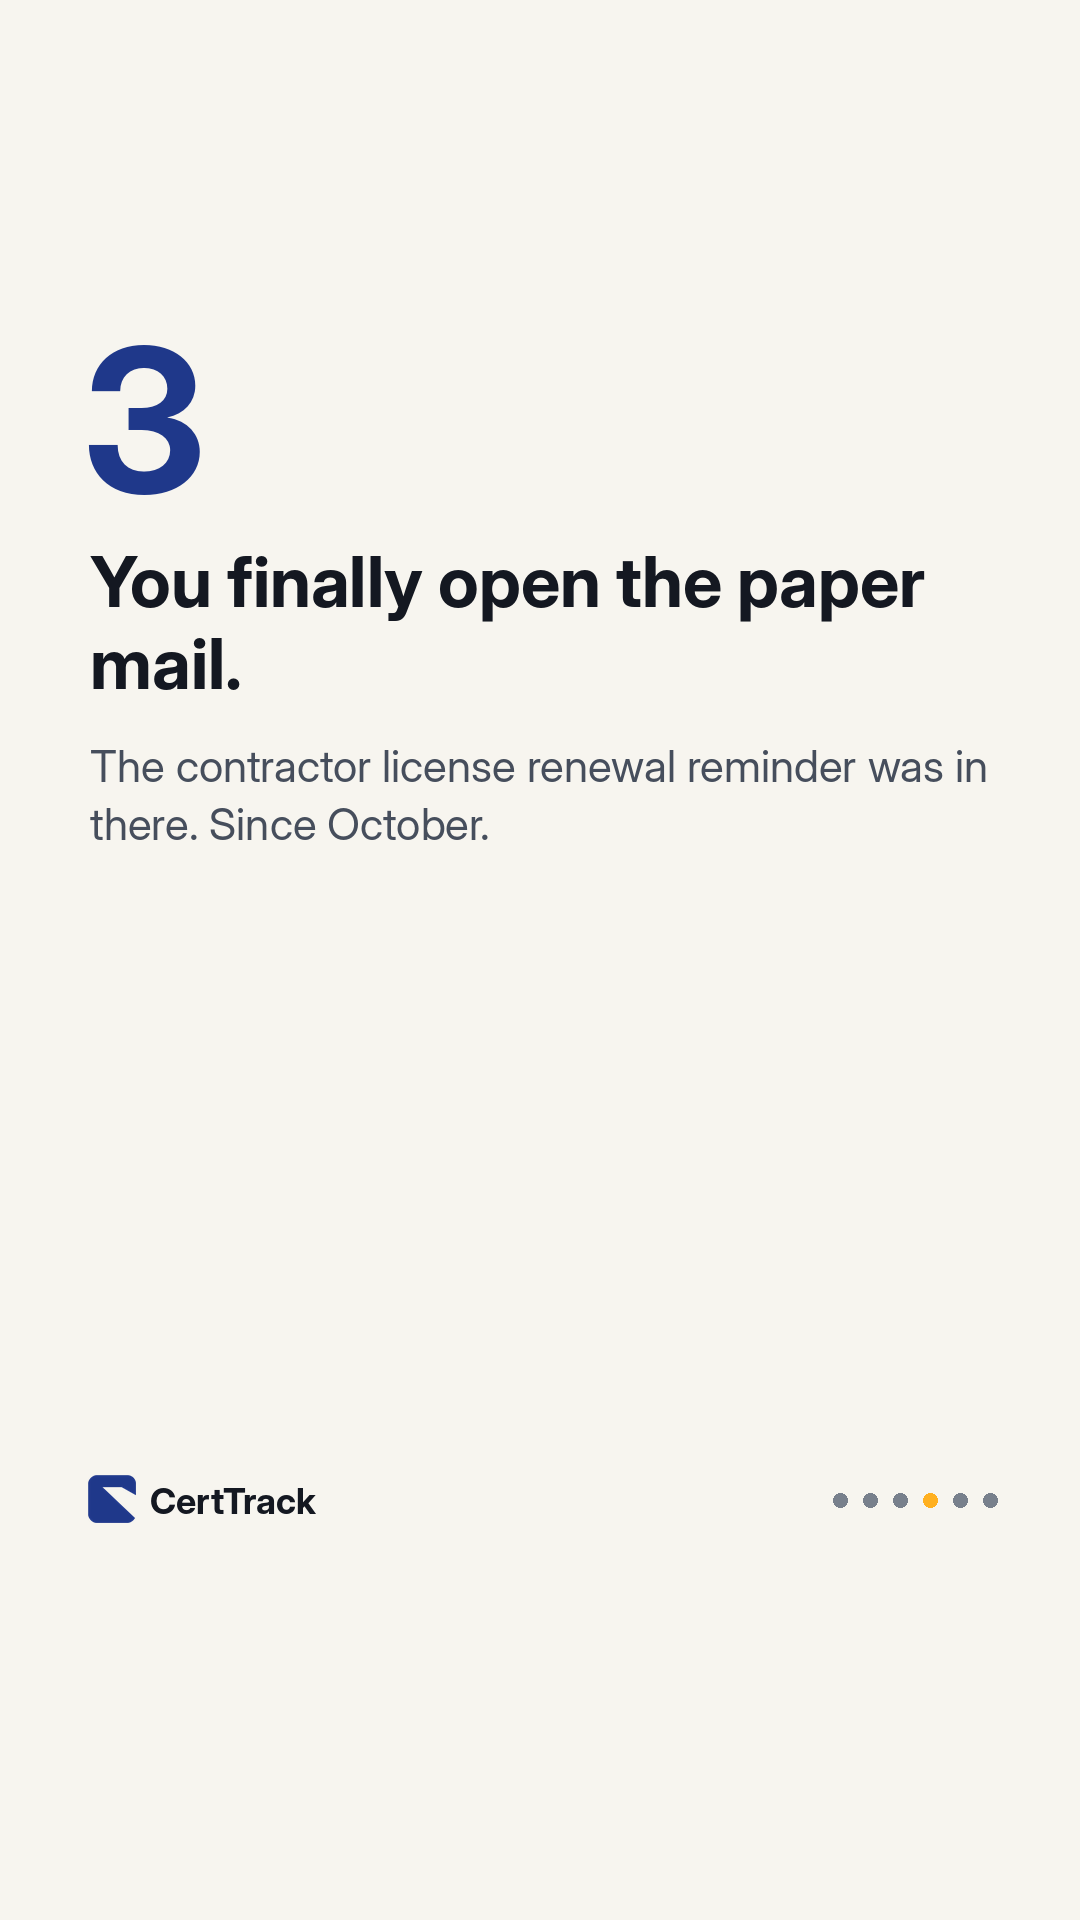 3
You finally open the paper
mail.
The contractor license renewal reminder was in
there. Since October.
CertTrack